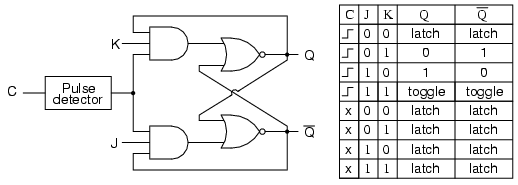 C J K Q Q̅
0 0 latch latch
0 1 0 1
1 0 1 0
1 1 toggle toggle
x 0 0 latch latch
x 0 1 latch latch
x 1 0 latch latch
x 1 1 latch latch
K
Q
C
Pulse
detector
J
Q̅